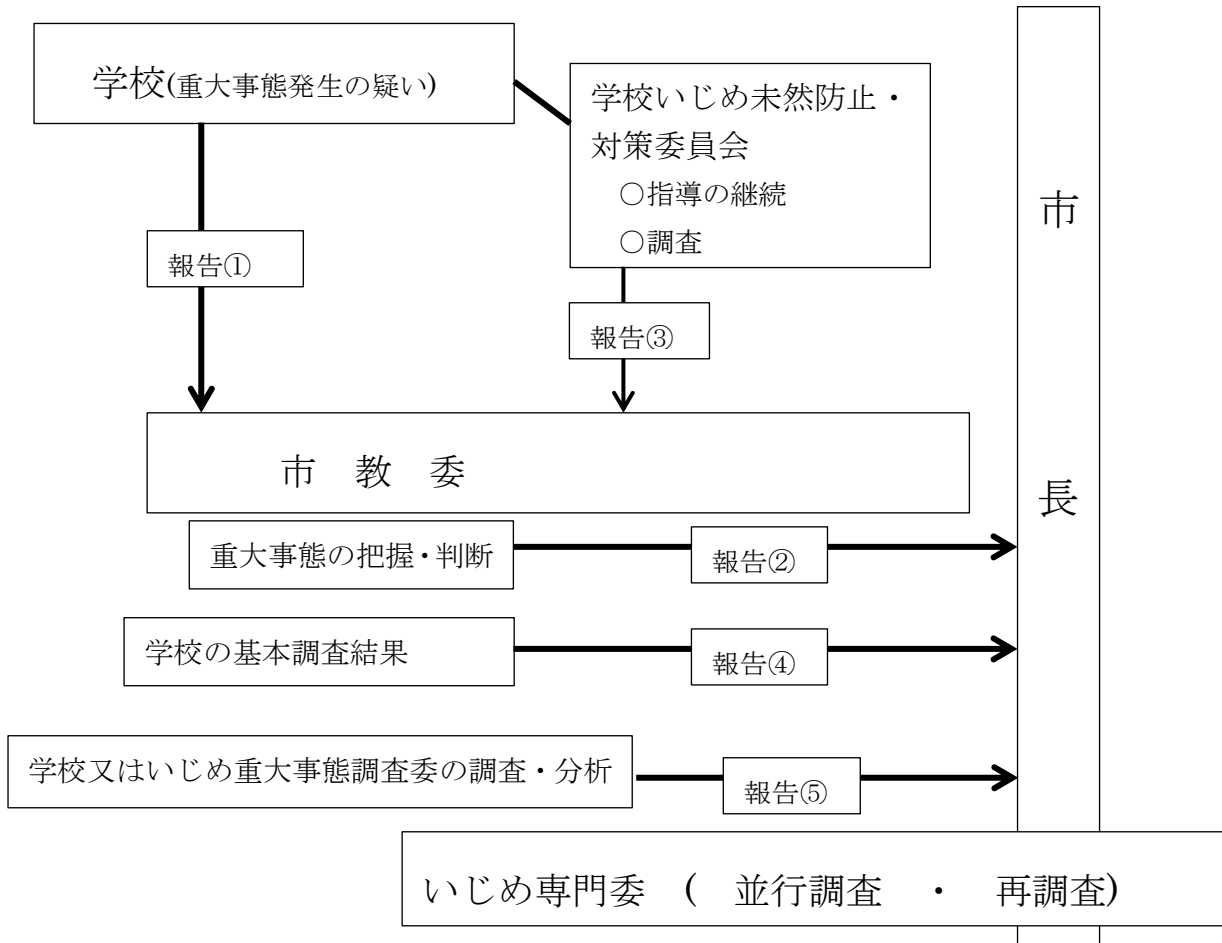 学校(重大事態発生の疑い)
学校いじめ未然防止・
対策委員会
○指導の継続
○調査
報告①
報告③
市 教 委
重大事態の把握・判断
報告②
学校の基本調査結果
報告④
学校又はいじめ重大事態調査委の調査・分析
報告⑤
市
長
いじめ専門委 ( 並行調査 ・ 再調査)